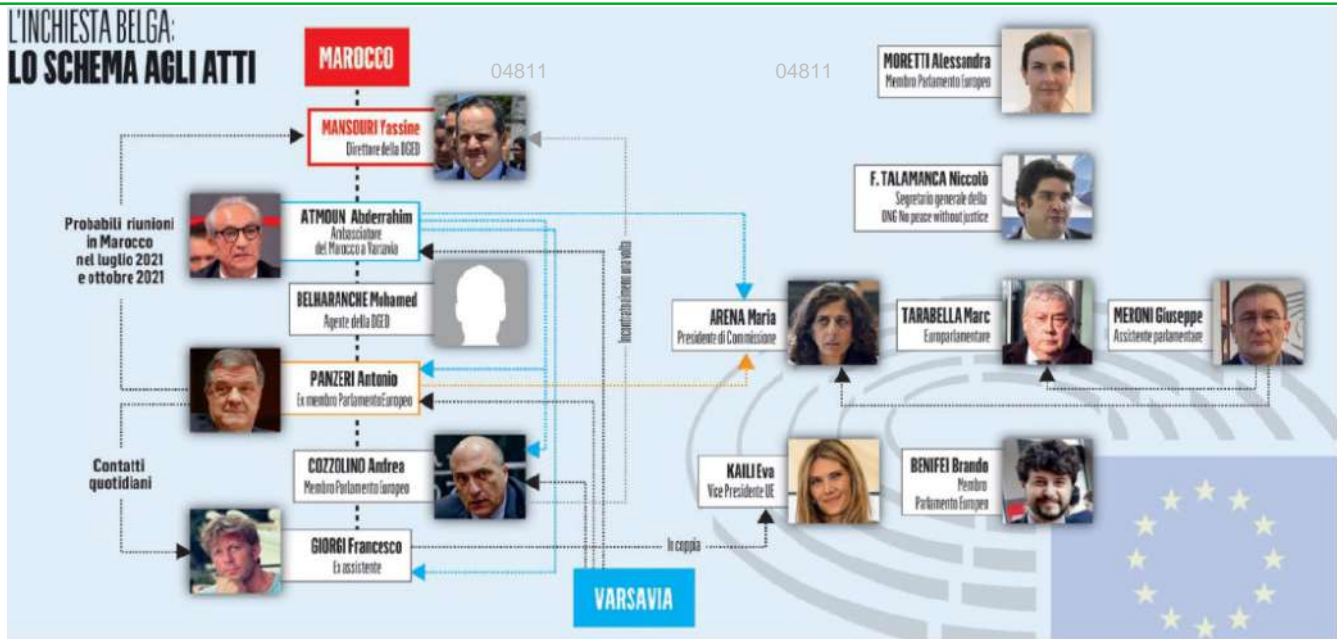 L'INCHIESTA BELGA:
LO SCHEMA AGLI ATTI
MAROCCO
04811
04811
MORETTI Alessandra
Membro Parlamento Europeo
MANSOURI Yassine
Direttore della DGED
F. TALAMANCA Niccolò
Segretario generale della
ONG No peace without justice
Probabili riunioni
in Marocco
nel luglio 2021
e ottobre 2021
ATMOUN Abderrahim
Ambasciatore
del Marocco a Varsavia
Incontrato almeno una volta
BELHARANCHE Mohamed
Agente della DGED
ARENA Maria
Presidente di Commissione
TARABELLA Marc
Europarlamentare
MERONI Giuseppe
Assistente parlamentare
PANZERI Antonio
Ex membro Parlamento Europeo
Contatti
quotidiani
COZZOLINO Andrea
Membro Parlamento Europeo
KAILI Eva
Vice Presidente UE
BENIFEI Brando
Membro
Parlamento Europeo
GIORGI Francesco
Ex assistente
In coppia
VARSAVIA